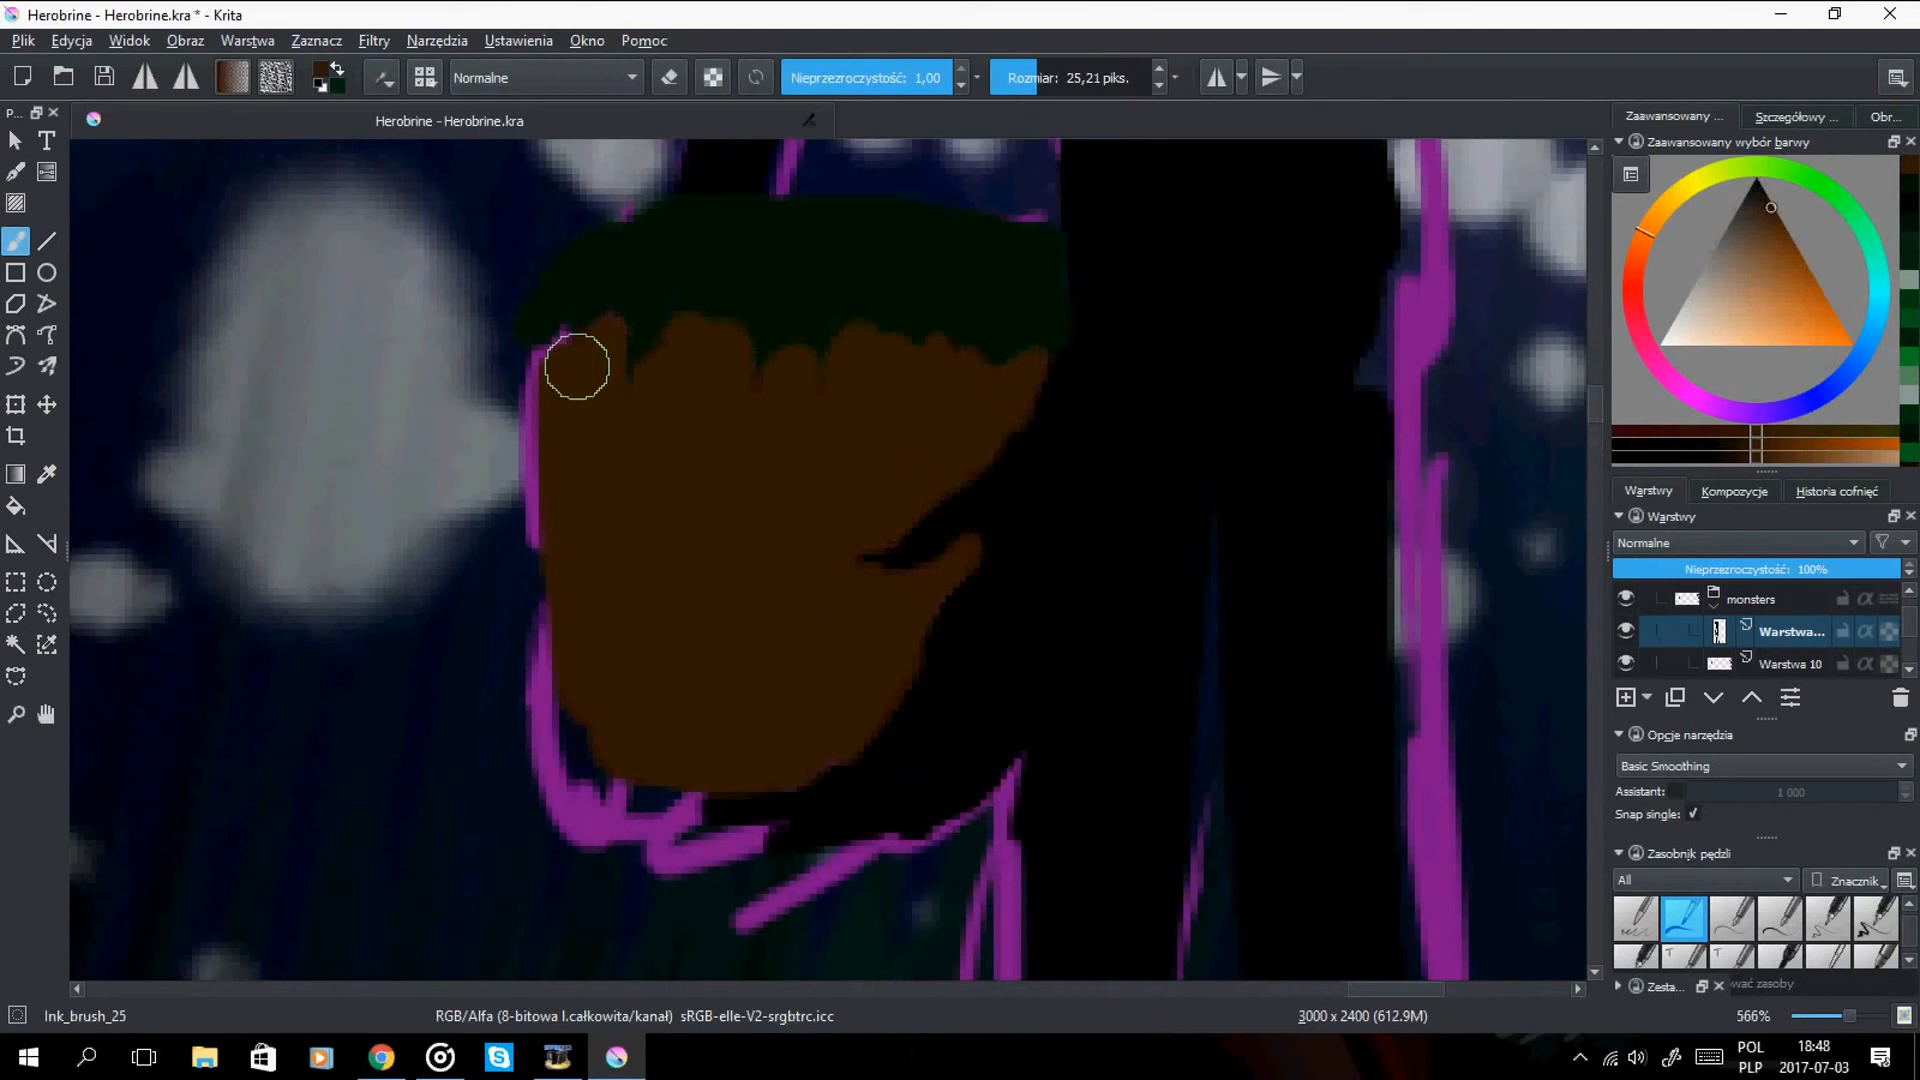 Herobrine - Herobrine.kra * - Krita
Plik Edycja Widok Obraz Warstwa Zaznacz Filtry Narzędzia Ustawienia Okno Pomoc
Normalne Nieprzezroczystość: 1,00 Rozmiar: 25,21 piks.
P... Herobrine - Herobrine.kra
Zaawansowany ... Szczegółowy ... Obr...
Zaawansowany wybór barwy
Warstwy Kompozycje Historia cofnięć
Warstwy
Normalne
Nieprzezroczystość: 100%
monsters
Warstwa...
Warstwa 10
Opcje narzędzia
Basic Smoothing
Assistant: 1 000
Snap single:
Zasobnik pędzli
All Znacznik
Zesta... wać zasoby
Ink_brush_25 RGB/Alfa (8-bitowa l.całkowita/kanał) sRGB-elle-V2-srgbtrc.icc 3000 x 2400 (612.9M) 566%
POL 18:48
PLP 2017-07-03